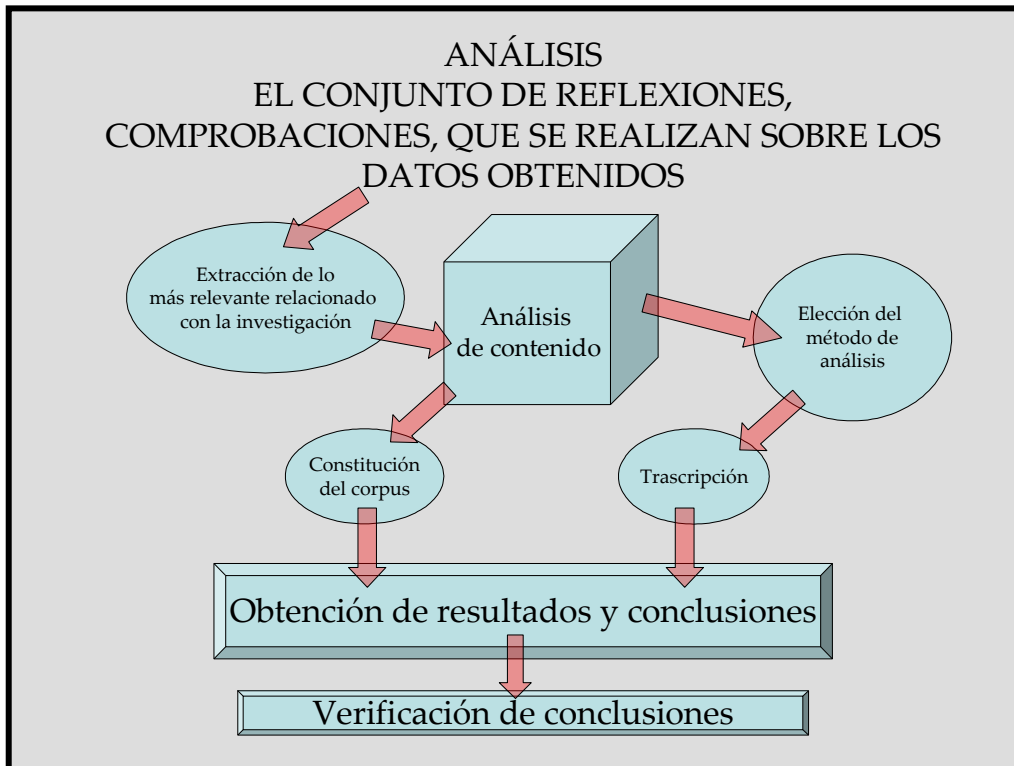 ANÁLISIS
EL CONJUNTO DE REFLEXIONES,
COMPROBACIONES, QUE SE REALIZAN SOBRE LOS
DATOS OBTENIDOS
Extracción de lo
más relevante relacionado
con la investigación
Análisis
de contenido
Elección del
método de
análisis
Constitución
del corpus
Trascripción
Obtención de resultados y conclusiones
Verificación de conclusiones